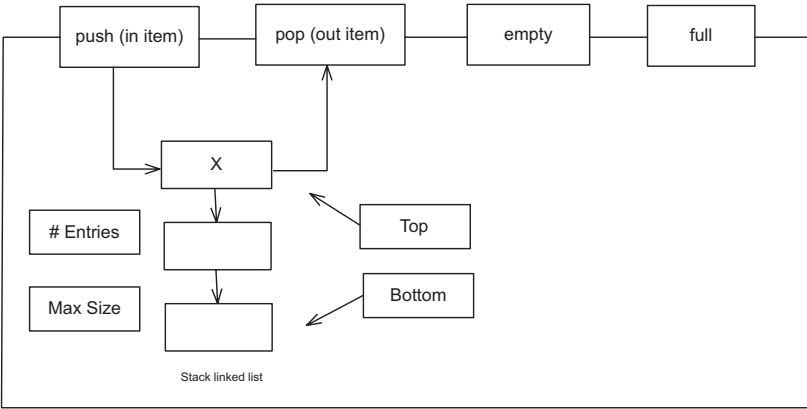 push (in item)
pop (out item)
empty
full
X
# Entries
Top
Max Size
Bottom
Stack linked list